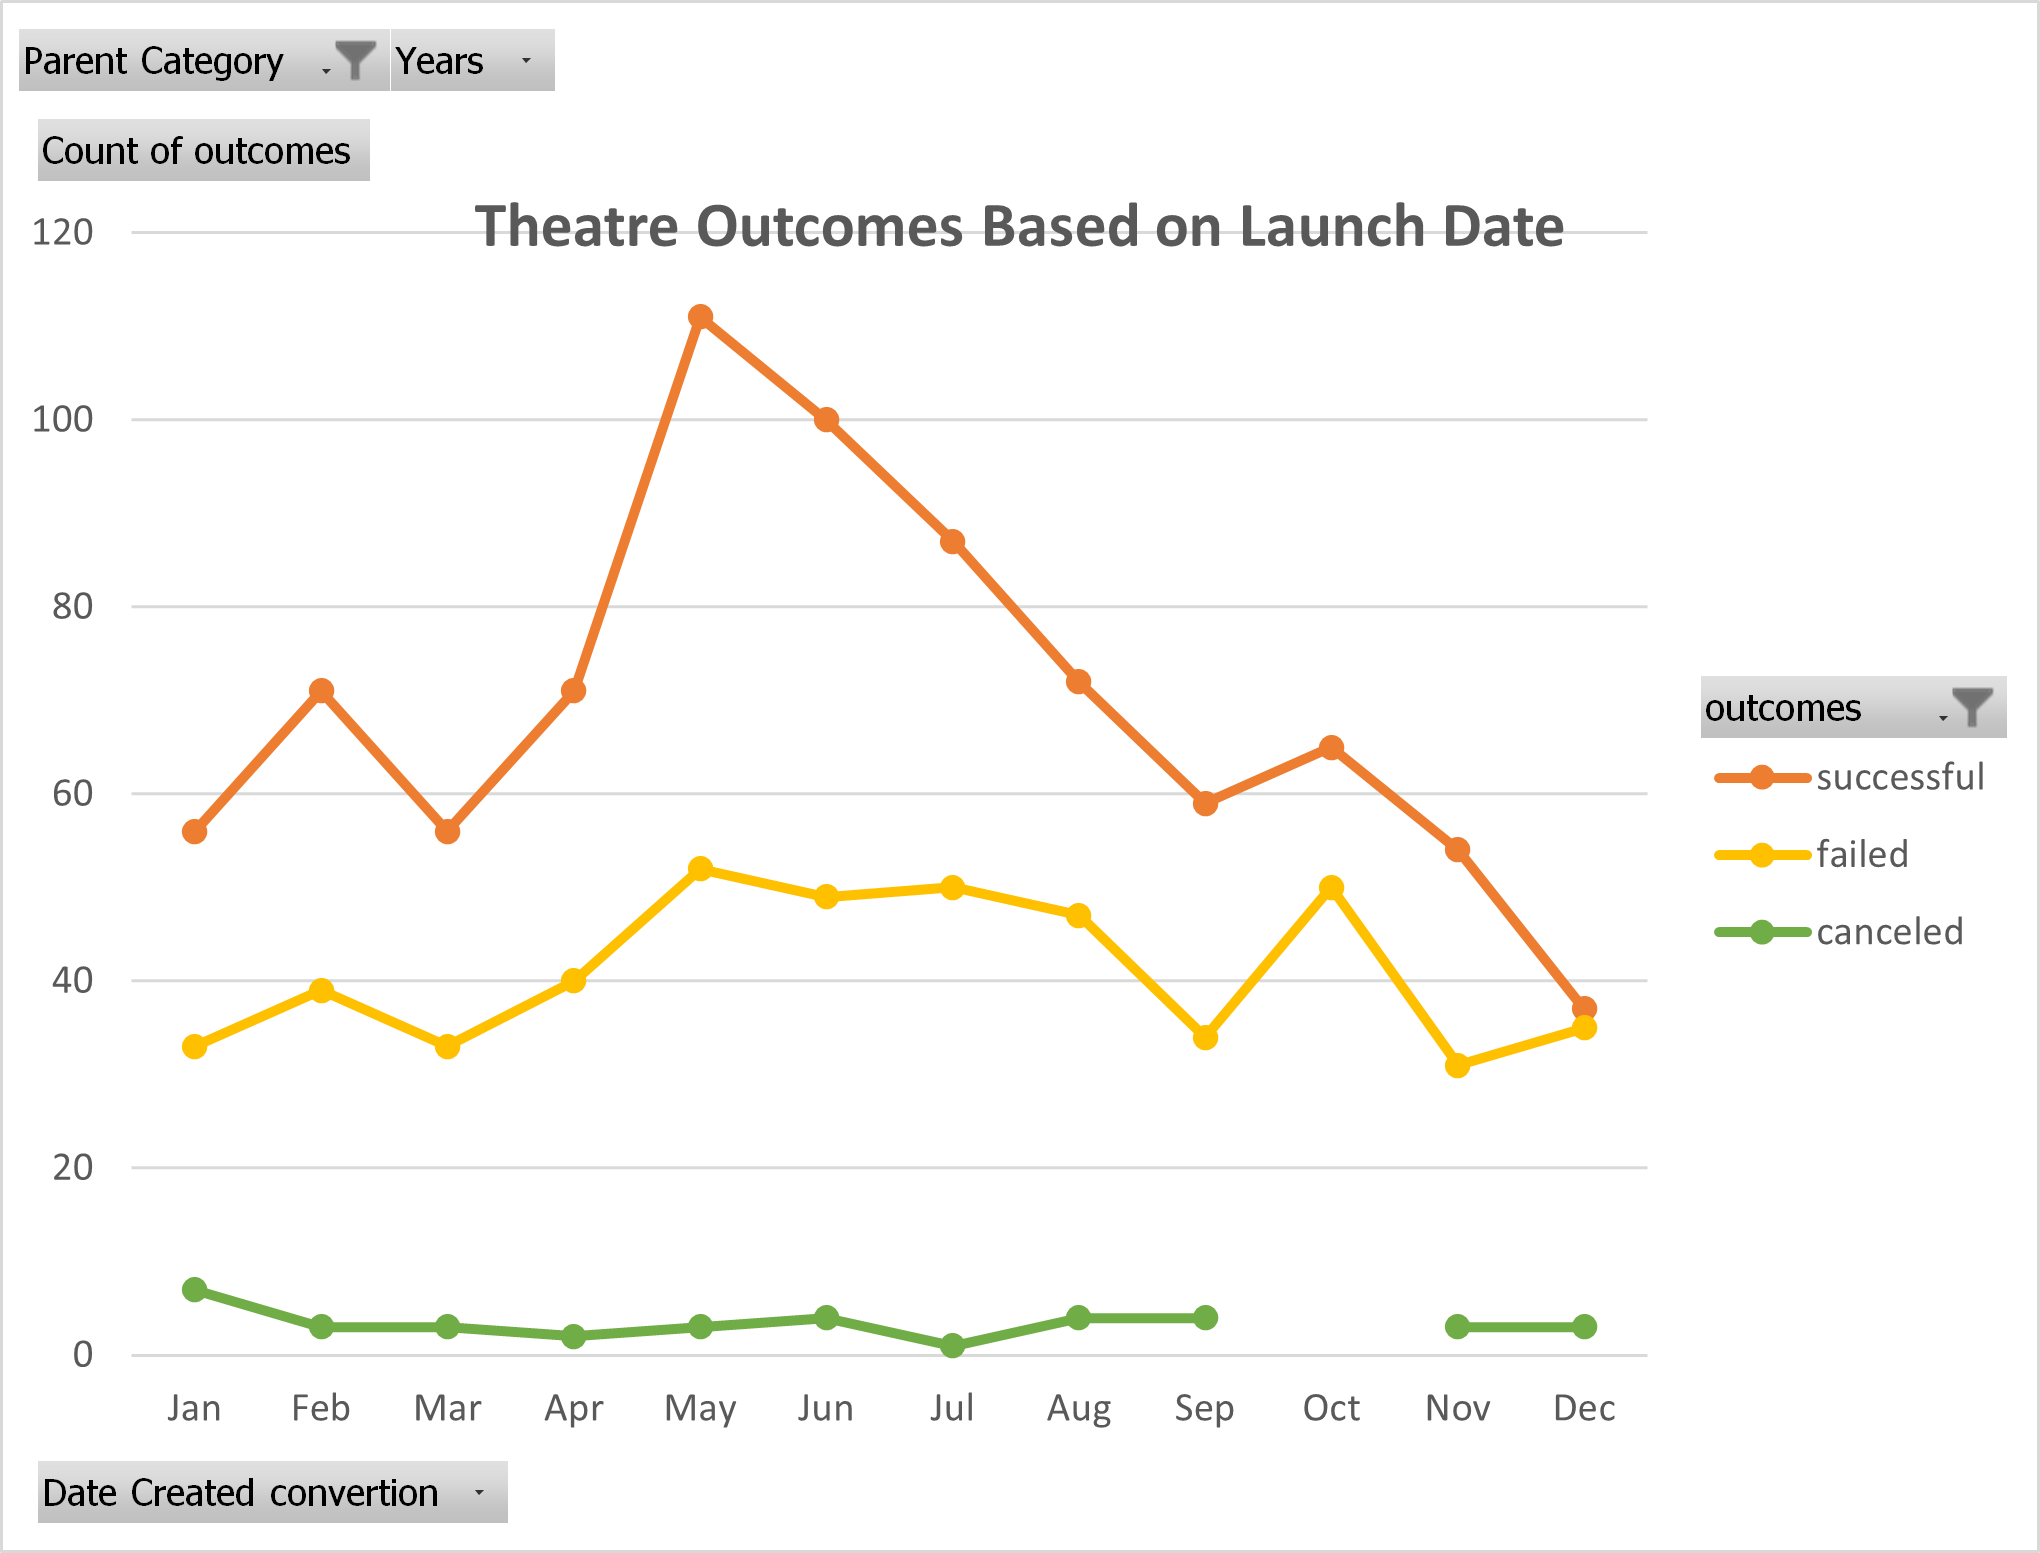 Parent Category Years
Count of outcomes
Theatre Outcomes Based on Launch Date
120
100
80
60
40
20
0
outcomes
successful
failed
canceled
Jan Feb Mar Apr May Jun Jul Aug Sep Oct Nov Dec
Date Created convertion